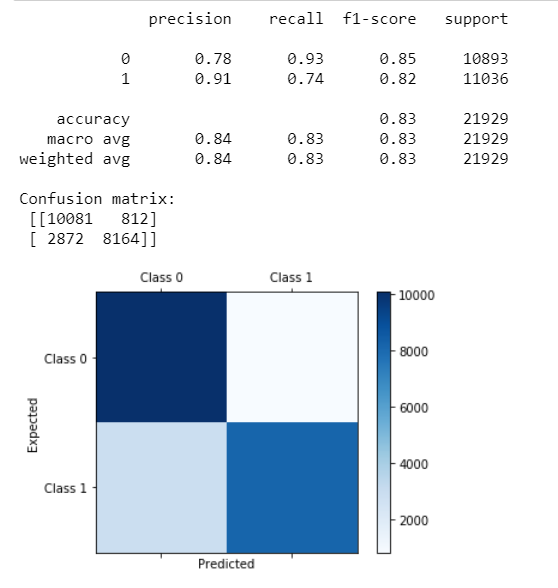 precision recall f1-score support
0 0.78 0.93 0.85 10893
1 0.91 0.74 0.82 11036
accuracy 0.83 21929
macro avg 0.84 0.83 0.83 21929
weighted avg 0.84 0.83 0.83 21929
Confusion matrix:
[[10081 812]
[ 2872 8164]]
Class 0 Class 1
10000
Class 0
8000
6000
Expected
4000
Class 1
2000
Predicted